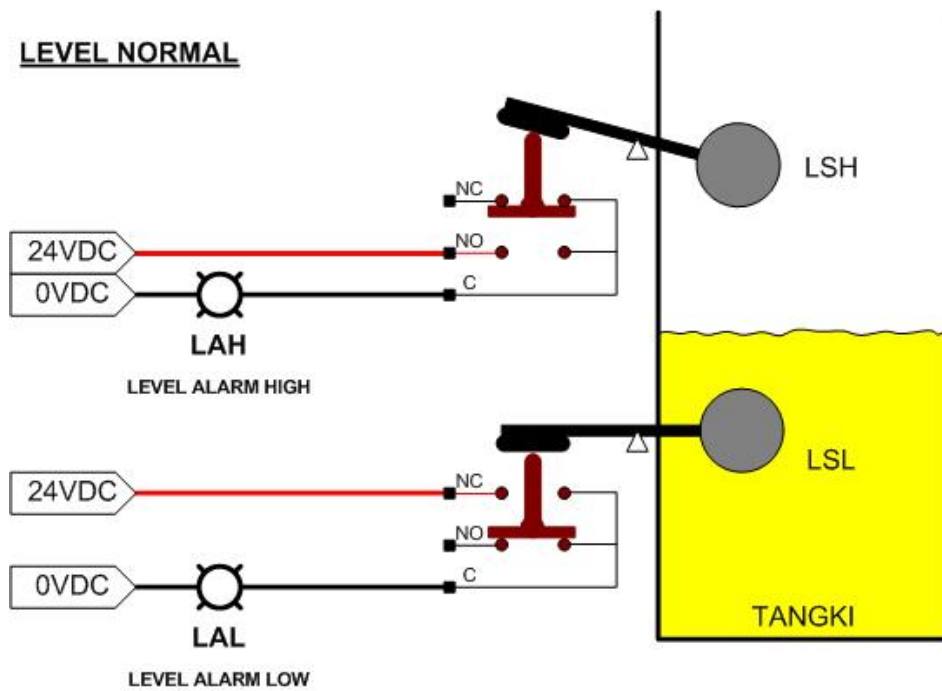 LEVEL NORMAL
LSH
NC
24VDC
NO
0VDC
C
LAH
LEVEL ALARM HIGH
LSL
24VDC
NC
NO
0VDC
C
LAL
TANGKI
LEVEL ALARM LOW